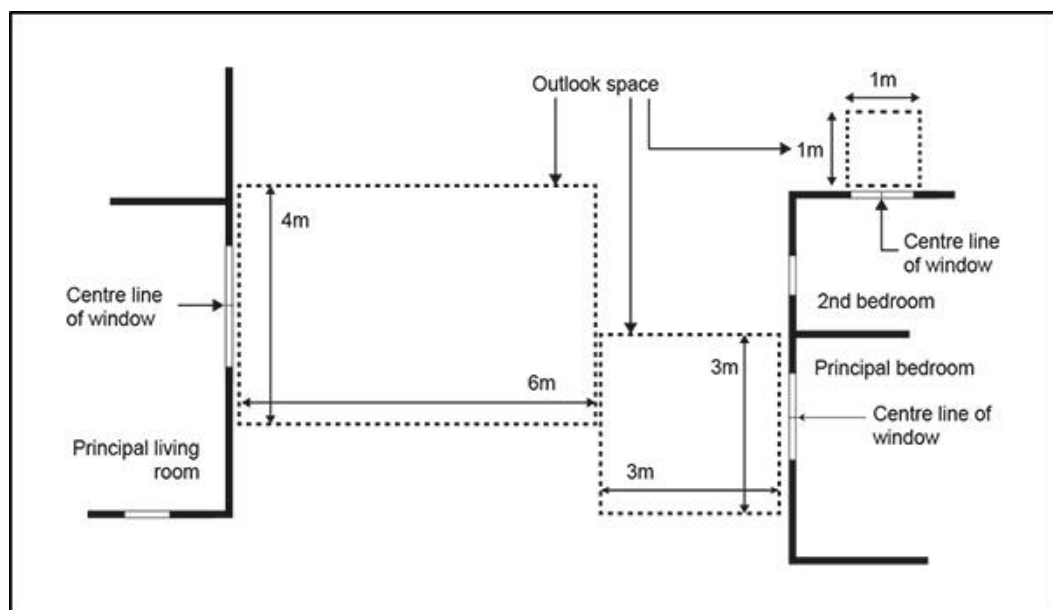 Outlook space
1m
1m
4m
Centre line
of window
Centre line
of window
2nd bedroom
3m
Principal bedroom
6m
Centre line of
window
Principal living
room
3m